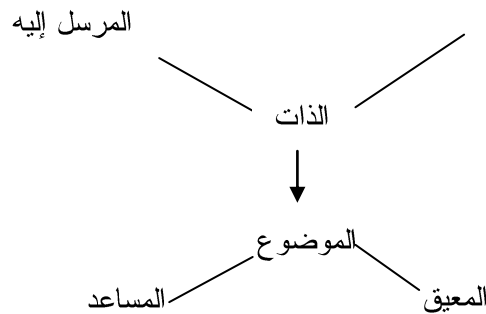 المرسل إليه
الذات
الموضوع
المعيق
المساعد